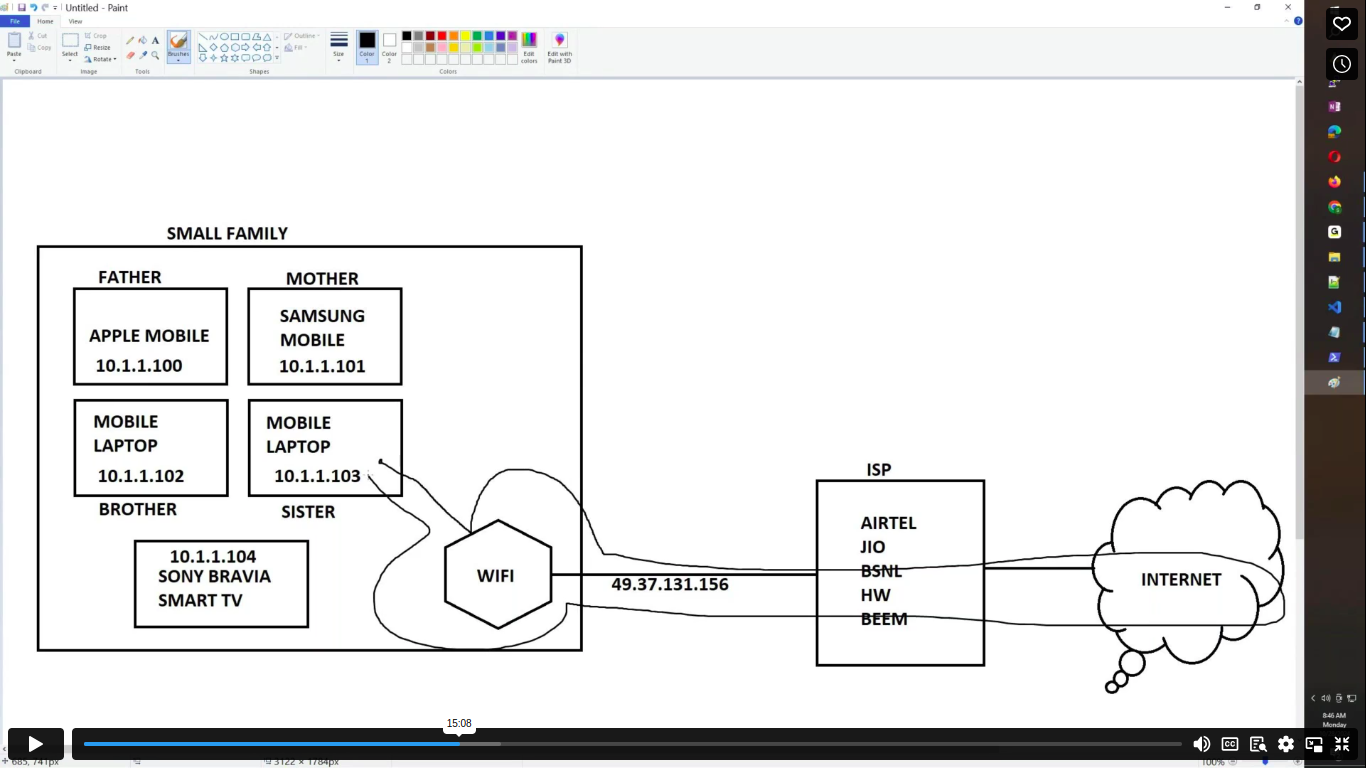 Untitled - Paint
File Home View
Paste
Cut
Copy
Clipboard
Select
Crop
Resize
Rotate
Image
Tools
Brushes
Shapes
Outline
Fill
Size
Color 1
Color 2
Edit colors
Edit with Paint 3D
Colors
SMALL FAMILY
FATHER
APPLE MOBILE
10.1.1.100
MOTHER
SAMSUNG
MOBILE
10.1.1.101
MOBILE
LAPTOP
10.1.1.102
BROTHER
MOBILE
LAPTOP
10.1.1.103
SISTER
10.1.1.104
SONY BRAVIA
SMART TV
WIFI
49.37.131.156
ISP
AIRTEL
JIO
BSNL
HW
BEEM
INTERNET
15:08
8:46 AM
Monday
CC
685, 741px
3122 × 1784px
100%